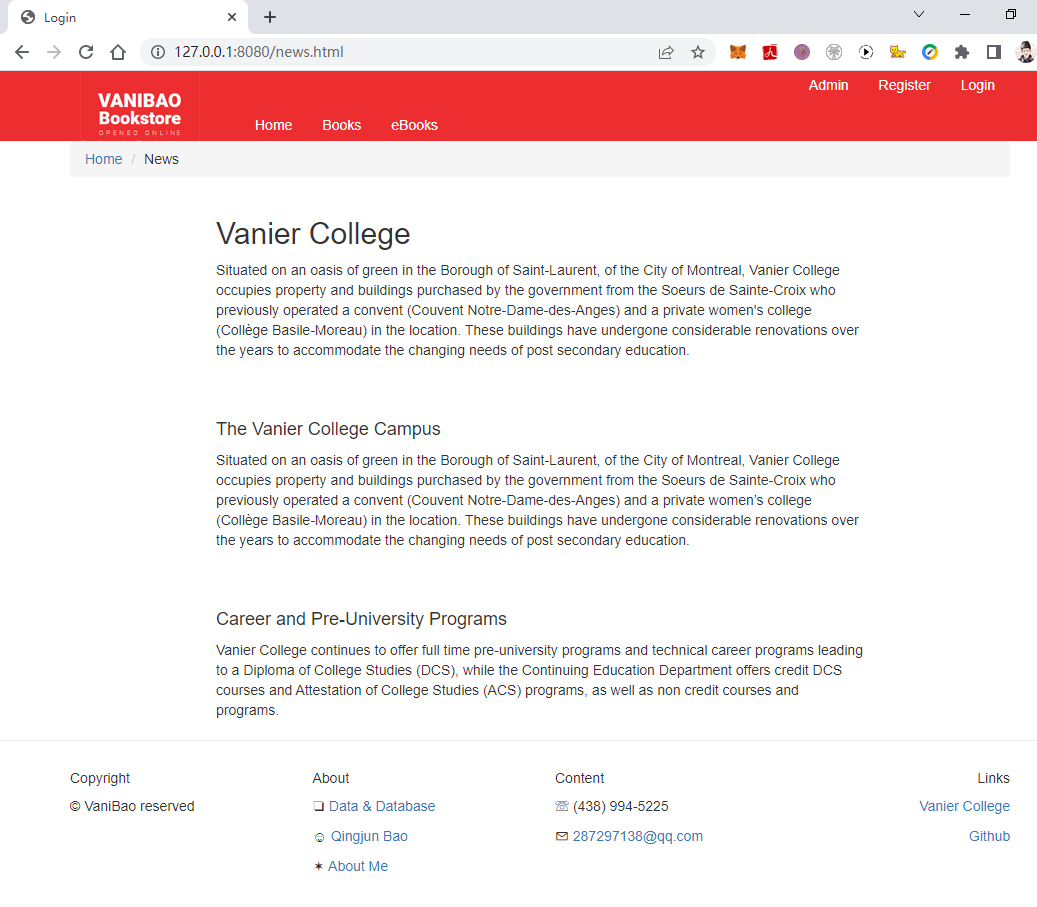 Login
127.0.0.1:8080/news.html
Admin Register Login
VANIBAO
Bookstore
OPENED ONLINE
Home Books eBooks
Home / News
Vanier College
Situated on an oasis of green in the Borough of Saint-Laurent, of the City of Montreal, Vanier College
occupies property and buildings purchased by the government from the Soeurs de Sainte-Croix who
previously operated a convent (Couvent Notre-Dame-des-Anges) and a private women's college
(Collège Basile-Moreau) in the location. These buildings have undergone considerable renovations over
the years to accommodate the changing needs of post secondary education.
The Vanier College Campus
Situated on an oasis of green in the Borough of Saint-Laurent, of the City of Montreal, Vanier College
occupies property and buildings purchased by the government from the Soeurs de Sainte-Croix who
previously operated a convent (Couvent Notre-Dame-des-Anges) and a private women’s college
(Collège Basile-Moreau) in the location. These buildings have undergone considerable renovations over
the years to accommodate the changing needs of post secondary education.
Career and Pre-University Programs
Vanier College continues to offer full time pre-university programs and technical career programs leading
to a Diploma of College Studies (DCS), while the Continuing Education Department offers credit DCS
courses and Attestation of College Studies (ACS) programs, as well as non credit courses and
programs.
Copyright
© VaniBao reserved
About
❏ Data & Database
☺ Qingjun Bao
✶ About Me
Content
☏ (438) 994-5225
✉ 287297138@qq.com
Links
Vanier College
Github